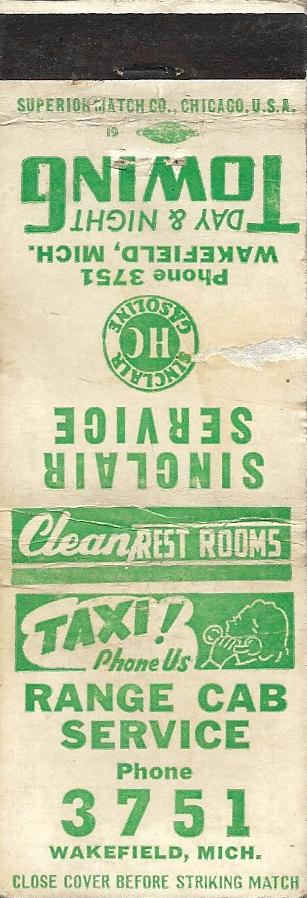 SUPERIOR MATCH CO., CHICAGO, U.S.A.
19
SINCLAIR
SERVICE
SINCLAIR
HC
GASOLINE
Phone 3751
WAKEFIELD, MICH.
DAY & NIGHT
TOWING
Clean REST ROOMS
TAXI!
Phone Us
RANGE CAB
SERVICE
Phone
3751
WAKEFIELD, MICH.
CLOSE COVER BEFORE STRIKING MATCH